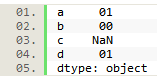 01. a 01
02. b 00
03. c NaN
04. d 01
05. dtype: object